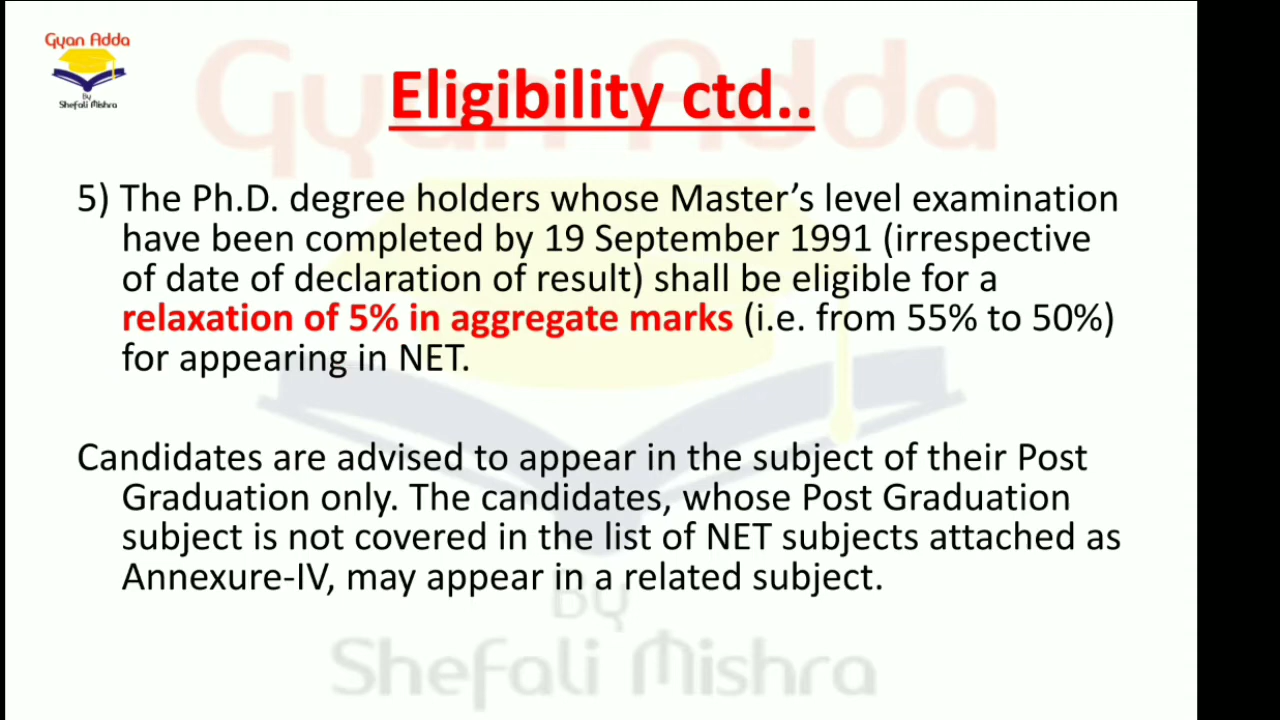 Gyan Adda
By
Shefali Mishra
Gyan Adda
Eligibility ctd..
5) The Ph.D. degree holders whose Master’s level examination
have been completed by 19 September 1991 (irrespective
of date of declaration of result) shall be eligible for a
relaxation of 5% in aggregate marks (i.e. from 55% to 50%)
for appearing in NET.
Candidates are advised to appear in the subject of their Post
Graduation only. The candidates, whose Post Graduation
subject is not covered in the list of NET subjects attached as
Annexure-IV, may appear in a related subject.
By
Shefali Mishra